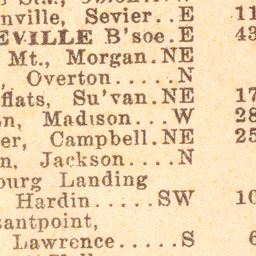 nville, Sevier..E 11
EVILLE B'soe.E 43
Mt., Morgan.NE
, Overton.....N
flats, Su'van.NE 17
n, Madison...W 28
er, Campbell.NE 25
n, Jackson....N
ourg Landing
Hardin.....SW 10
santpoint,
Lawrence.....S 6